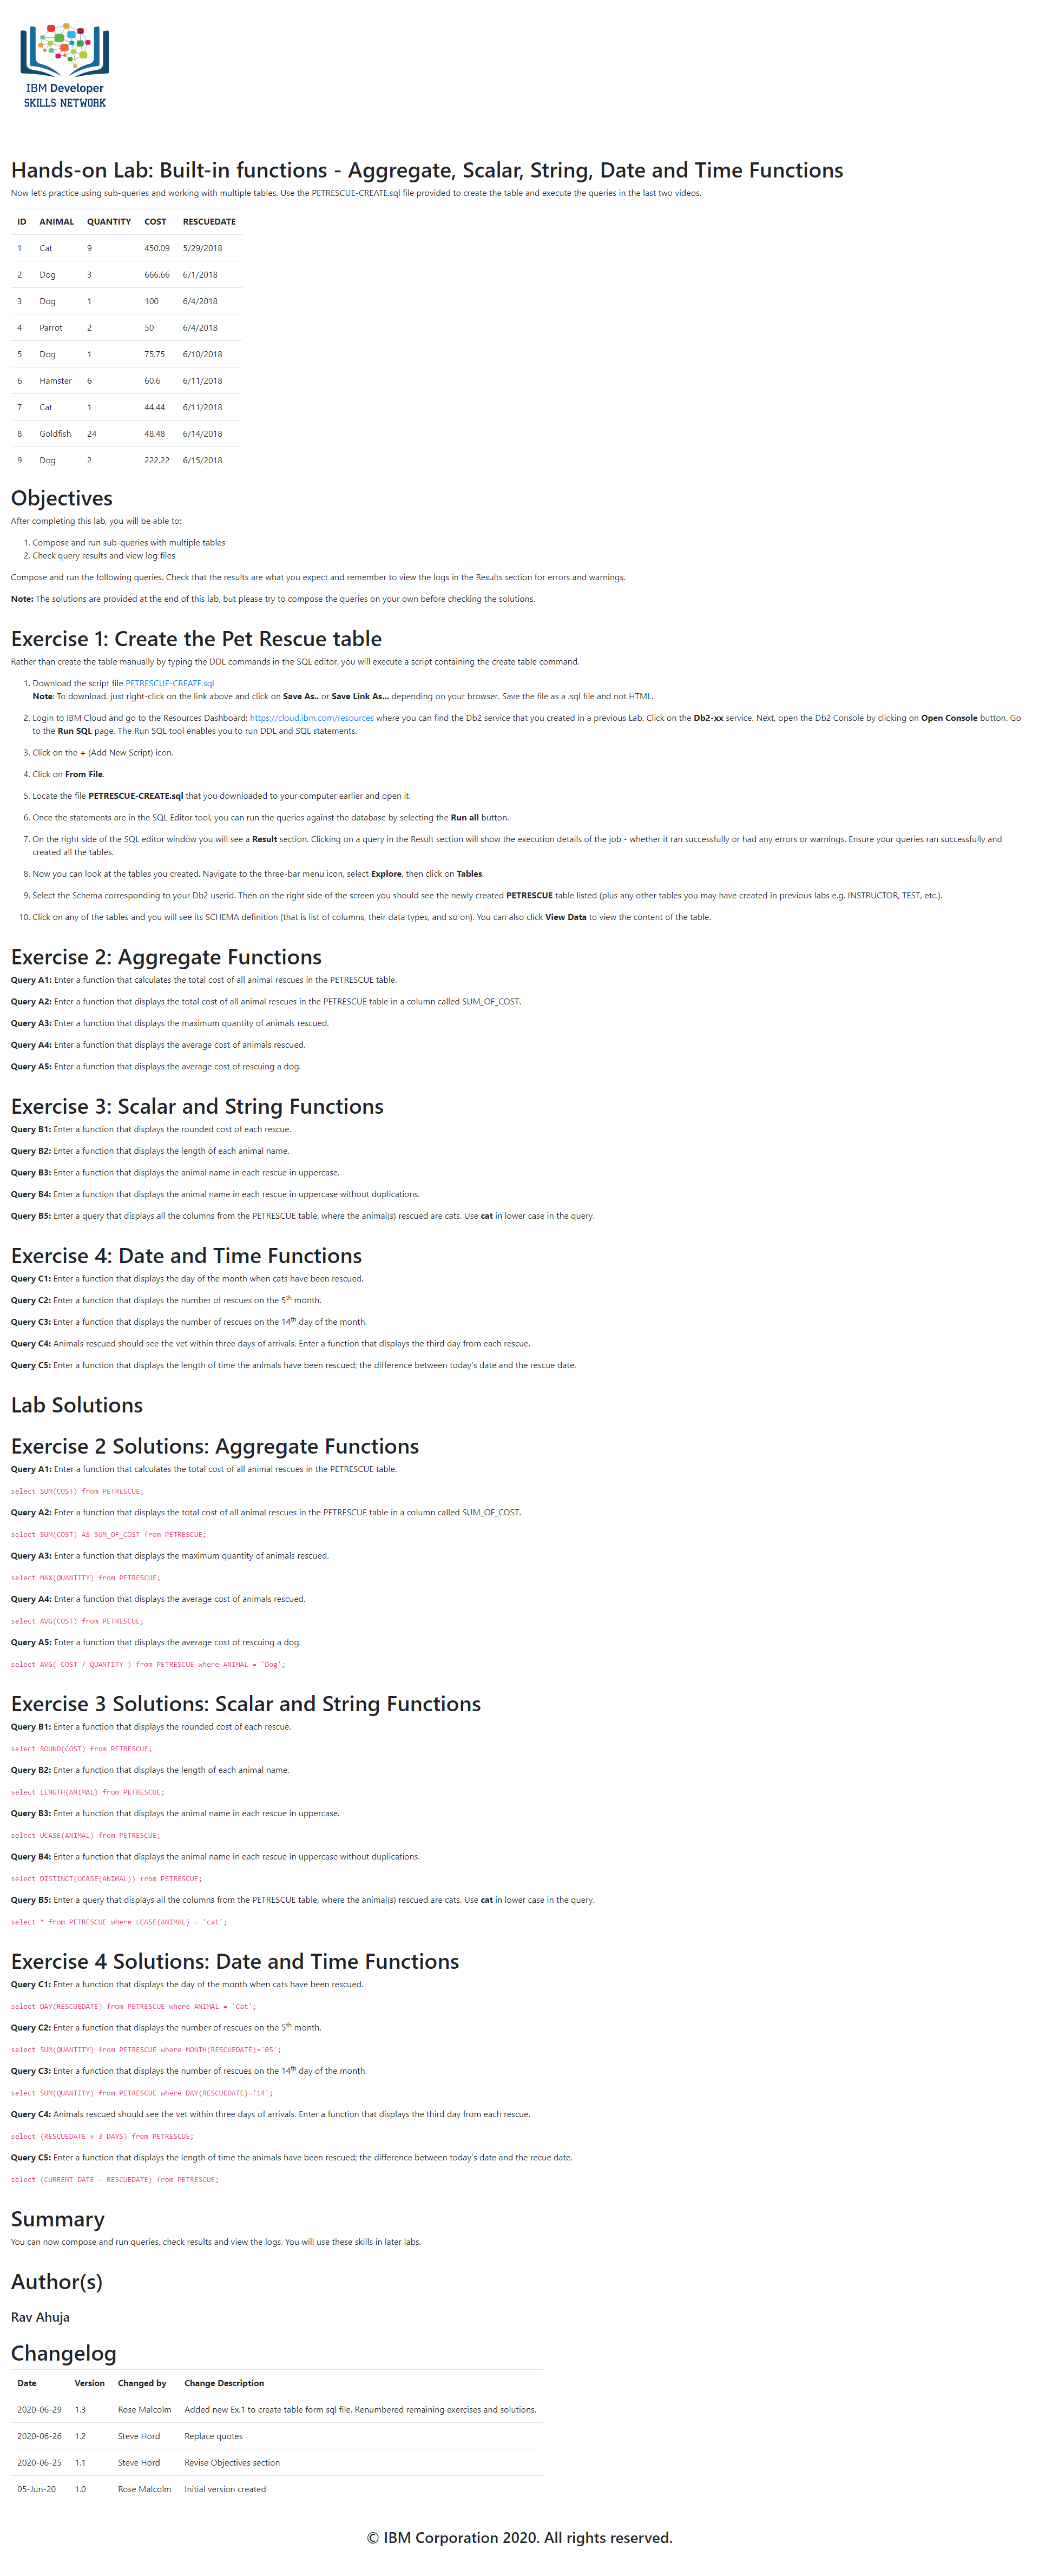 IBM Developer
SKILLS NETWORK
Hands-on Lab: Built-in functions - Aggregate, Scalar, String, Date and Time Functions
Now let's practice using sub-queries and working with multiple tables. Use the PETRESCUE-CREATE.sql file provided to create the table and execute the queries in the last two videos.
ID ANIMAL QUANTITY COST RESCUEDATE
1 Cat 9 450.09 5/29/2018
2 Dog 3 666.66 6/1/2018
3 Dog 1 100 6/4/2018
4 Parrot 2 50 6/4/2018
5 Dog 1 75.75 6/10/2018
6 Hamster 6 60.6 6/11/2018
7 Cat 1 44.44 6/11/2018
8 Goldfish 24 48.48 6/14/2018
9 Dog 2 222.22 6/15/2018
Objectives
After completing this lab, you will be able to:
1. Compose and run sub-queries with multiple tables
2. Check query results and view log files
Compose and run the following queries. Check that the results are what you expect and remember to view the logs in the Results section for errors and warnings.
Note: The solutions are provided at the end of this lab, but please try to compose the queries on your own before checking the solutions.
Exercise 1: Create the Pet Rescue table
Rather than create the table manually by typing the DDL commands in the SQL editor, you will execute a script containing the create table command.
1. Download the script file PETRESCUE-CREATE.sql
Note: To download, just right-click on the link above and click on Save As.. or Save Link As... depending on your browser. Save the file as a .sql file and not HTML.
2. Login to IBM Cloud and go to the Resources Dashboard: https://cloud.ibm.com/resources where you can find the Db2 service that you created in a previous Lab. Click on the Db2-xx service. Next, open the Db2 Console by clicking on Open Console button. Go
to the Run SQL page. The Run SQL tool enables you to run DDL and SQL statements.
3. Click on the + (Add New Script) icon.
4. Click on From File.
5. Locate the file PETRESCUE-CREATE.sql that you downloaded to your computer earlier and open it.
6. Once the statements are in the SQL Editor tool, you can run the queries against the database by selecting the Run all button.
7. On the right side of the SQL editor window you will see a Result section. Clicking on a query in the Result section will show the execution details of the job - whether it ran successfully or had any errors or warnings. Ensure your queries ran successfully and
created all the tables.
8. Now you can look at the tables you created. Navigate to the three-bar menu icon, select Explore, then click on Tables.
9. Select the Schema corresponding to your Db2 userid. Then on the right side of the screen you should see the newly created PETRESCUE table listed (plus any other tables you may have created in previous labs e.g. INSTRUCTOR, TEST, etc.).
10. Click on any of the tables and you will see its SCHEMA definition (that is list of columns, their data types, and so on). You can also click View Data to view the content of the table.
Exercise 2: Aggregate Functions
Query A1: Enter a function that calculates the total cost of all animal rescues in the PETRESCUE table.
Query A2: Enter a function that displays the total cost of all animal rescues in the PETRESCUE table in a column called SUM_OF_COST.
Query A3: Enter a function that displays the maximum quantity of animals rescued.
Query A4: Enter a function that displays the average cost of animals rescued.
Query A5: Enter a function that displays the average cost of rescuing a dog.
Exercise 3: Scalar and String Functions
Query B1: Enter a function that displays the rounded cost of each rescue.
Query B2: Enter a function that displays the length of each animal name.
Query B3: Enter a function that displays the animal name in each rescue in uppercase.
Query B4: Enter a function that displays the animal name in each rescue in uppercase without duplications.
Query B5: Enter a query that displays all the columns from the PETRESCUE table, where the animal(s) rescued are cats. Use cat in lower case in the query.
Exercise 4: Date and Time Functions
Query C1: Enter a function that displays the day of the month when cats have been rescued.
Query C2: Enter a function that displays the number of rescues on the 5th month.
Query C3: Enter a function that displays the number of rescues on the 14th day of the month.
Query C4: Animals rescued should see the vet within three days of arrivals. Enter a function that displays the third day from each rescue.
Query C5: Enter a function that displays the length of time the animals have been rescued; the difference between today's date and the rescue date.
Lab Solutions
Exercise 2 Solutions: Aggregate Functions
Query A1: Enter a function that calculates the total cost of all animal rescues in the PETRESCUE table.
select SUM(COST) from PETRESCUE;
Query A2: Enter a function that displays the total cost of all animal rescues in the PETRESCUE table in a column called SUM_OF_COST.
select SUM(COST) AS SUM_OF_COST from PETRESCUE;
Query A3: Enter a function that displays the maximum quantity of animals rescued.
select MAX(QUANTITY) from PETRESCUE;
Query A4: Enter a function that displays the average cost of animals rescued.
select AVG(COST) from PETRESCUE;
Query A5: Enter a function that displays the average cost of rescuing a dog.
select AVG( COST / QUANTITY ) from PETRESCUE where ANIMAL = 'Dog';
Exercise 3 Solutions: Scalar and String Functions
Query B1: Enter a function that displays the rounded cost of each rescue.
select ROUND(COST) from PETRESCUE;
Query B2: Enter a function that displays the length of each animal name.
select LENGTH(ANIMAL) from PETRESCUE;
Query B3: Enter a function that displays the animal name in each rescue in uppercase.
select UCASE(ANIMAL) from PETRESCUE;
Query B4: Enter a function that displays the animal name in each rescue in uppercase without duplications.
select DISTINCT(UCASE(ANIMAL)) from PETRESCUE;
Query B5: Enter a query that displays all the columns from the PETRESCUE table, where the animal(s) rescued are cats. Use cat in lower case in the query.
select * from PETRESCUE where LCASE(ANIMAL) = 'cat';
Exercise 4 Solutions: Date and Time Functions
Query C1: Enter a function that displays the day of the month when cats have been rescued.
select DAY(RESCUEDATE) from PETRESCUE where ANIMAL = 'Cat';
Query C2: Enter a function that displays the number of rescues on the 5th month.
select SUM(QUANTITY) from PETRESCUE where MONTH(RESCUEDATE)='05';
Query C3: Enter a function that displays the number of rescues on the 14th day of the month.
select SUM(QUANTITY) from PETRESCUE where DAY(RESCUEDATE)='14';
Query C4: Animals rescued should see the vet within three days of arrivals. Enter a function that displays the third day from each rescue.
select (RESCUEDATE + 3 DAYS) from PETRESCUE;
Query C5: Enter a function that displays the length of time the animals have been rescued; the difference between today's date and the recue date.
select (CURRENT DATE - RESCUEDATE) from PETRESCUE;
Summary
You can now compose and run queries, check results and view the logs. You will use these skills in later labs.
Author(s)
Rav Ahuja
Changelog
Date Version Changed by Change Description
2020-06-29 1.3 Rose Malcolm Added new Ex.1 to create table form sql file. Renumbered remaining exercises and solutions.
2020-06-26 1.2 Steve Hord Replace quotes
2020-06-25 1.1 Steve Hord Revise Objectives section
05-Jun-20 1.0 Rose Malcolm Initial version created
© IBM Corporation 2020. All rights reserved.